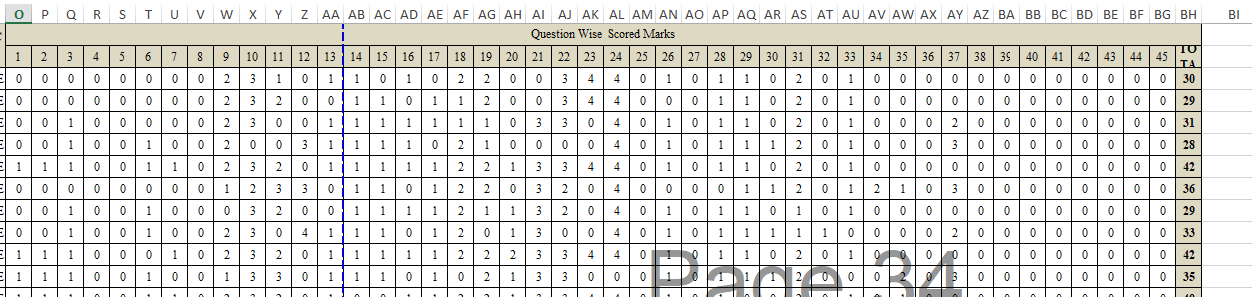 O P Q R S T U V W X Y Z AA AB AC AD AE AF AG AH AI AJ AK AL AM AN AO AP AQ AR AS AT AU AV AW AX AY AZ BA BB BC BD BE BF BG BH BI
Question Wise Scored Marks
1 2 3 4 5 6 7 8 9 10 11 12 13 14 15 16 17 18 19 20 21 22 23 24 25 26 27 28 29 30 31 32 33 34 35 36 37 38 39 40 41 42 43 44 45 TO TA
E 0 0 0 0 0 0 0 0 2 3 1 0 1 1 1 0 1 0 2 2 0 0 3 4 4 0 1 0 1 1 0 1 0 1 0 0 0 0 0 0 0 0 0 0 0 30
E 0 0 0 0 0 0 0 0 2 3 2 0 0 1 1 0 1 1 2 0 0 3 4 4 0 0 0 1 1 0 2 0 1 0 0 0 0 0 0 0 0 0 0 0 0 29
E 0 0 1 0 0 0 0 0 2 3 0 0 1 1 1 1 1 1 1 0 3 3 0 4 0 1 0 1 1 0 2 0 1 0 0 0 2 0 0 0 0 0 0 0 0 31
E 0 0 1 0 0 1 0 0 2 0 0 3 1 1 1 1 0 2 1 0 0 0 0 4 0 1 0 1 1 1 2 0 1 0 0 0 3 0 0 0 0 0 0 0 0 28
E 1 1 1 0 0 1 1 0 2 3 2 0 1 1 1 1 1 2 2 1 3 3 4 4 0 1 0 1 1 0 2 0 1 0 0 0 0 0 0 0 0 0 0 0 0 42
E 0 0 0 0 0 0 0 0 1 2 3 3 0 1 1 0 1 2 2 0 3 2 0 4 0 0 0 0 1 1 2 0 1 2 1 0 3 0 0 0 0 0 0 0 0 36
E 0 0 1 0 0 1 0 0 0 3 2 0 0 1 1 1 1 2 1 1 3 2 0 4 0 1 0 1 1 0 1 0 1 0 0 0 0 0 0 0 0 0 0 0 0 29
E 0 0 1 0 0 1 0 0 2 3 0 4 1 1 1 0 1 2 0 1 3 0 0 4 0 1 0 1 1 1 1 1 0 0 0 0 2 0 0 0 0 0 0 0 0 33
E 1 1 1 0 0 0 1 0 2 3 2 0 1 1 1 1 1 2 2 2 3 3 4 4 0 1 0 1 1 0 2 0 1 0 0 0 0 0 0 0 0 0 0 0 0 42
E 1 1 1 0 0 1 0 0 1 3 3 0 1 1 1 0 1 0 2 1 3 3 0 0 0 1 0 1 1 1 2 0 0 0 2 0 3 0 0 0 0 0 0 0 0 35
Page 34